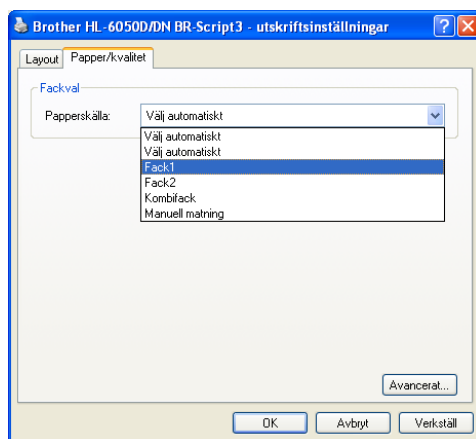 Brother HL-6050D/DN BR-Script3 - utskriftsinställningar
Layout Papper/kvalitet
Fackval
Papperskälla: Välj automatiskt
Välj automatiskt
Välj automatiskt
Fack1
Fack2
Kombifack
Manuell matning
Avancerat...
OK Avbryt Verkställ